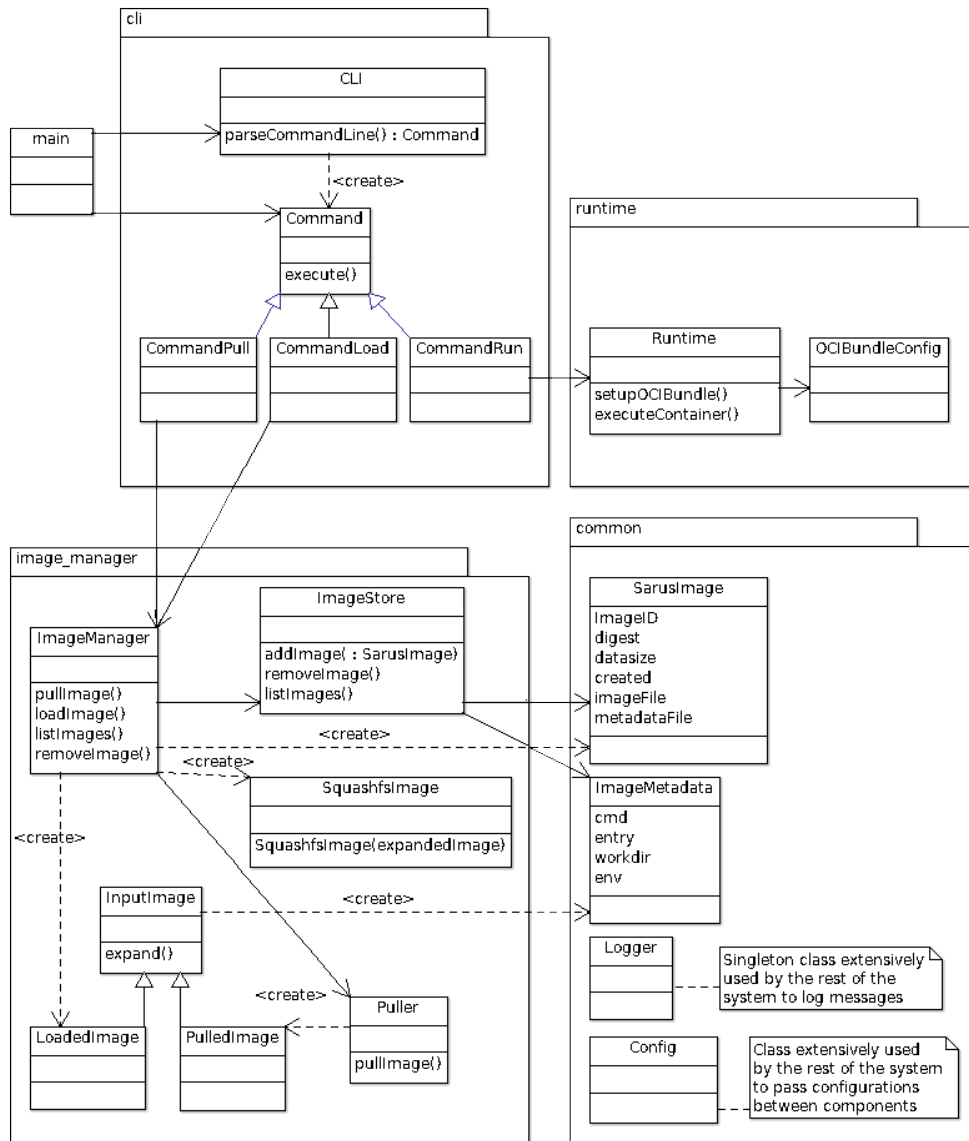 cli
CLI
parseCommandLine() : Command
main
<create>
Command
execute()
CommandPull
CommandLoad
CommandRun
runtime
Runtime
setupOCIBundle()
executeContainer()
OCIBundleConfig
image_manager
ImageManager
pullImage()
loadImage()
listImages()
removeImage()
ImageStore
addImage( : SarusImage)
removeImage()
listImages()
<create>
<create>
SquashfsImage
SquashfsImage(expandedImage)
<create>
InputImage
expand()
<create>
<create>
LoadedImage
PulledImage
Puller
pullImage()
common
SarusImage
ImageID
digest
datasize
created
imageFile
metadataFile
ImageMetadata
cmd
entry
workdir
env
Logger
Singleton class extensively
used by the rest of the
system to log messages
Config
Class extensively used
by the rest of the system
to pass configurations
between components